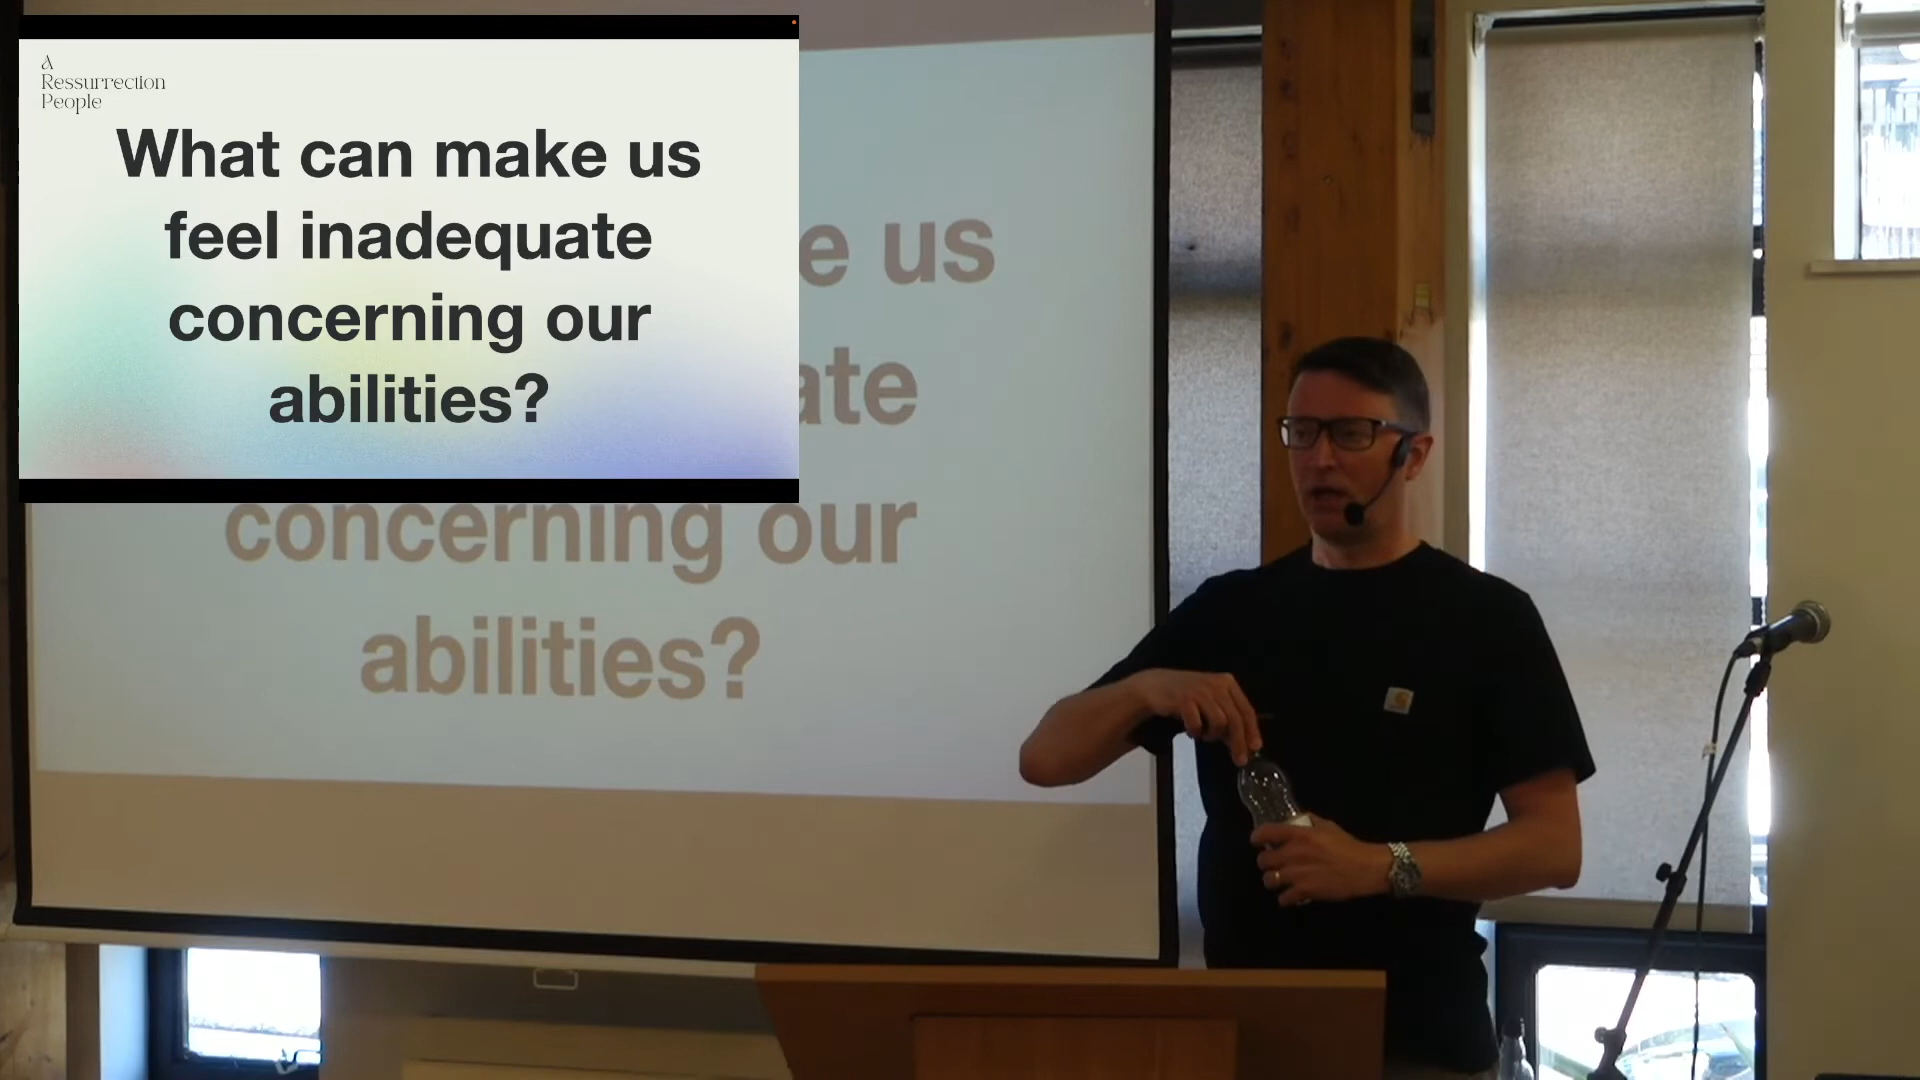 A
Ressurrection
People
What can make us
feel inadequate
concerning our
abilities?
e us
ate
concerning our
abilities?